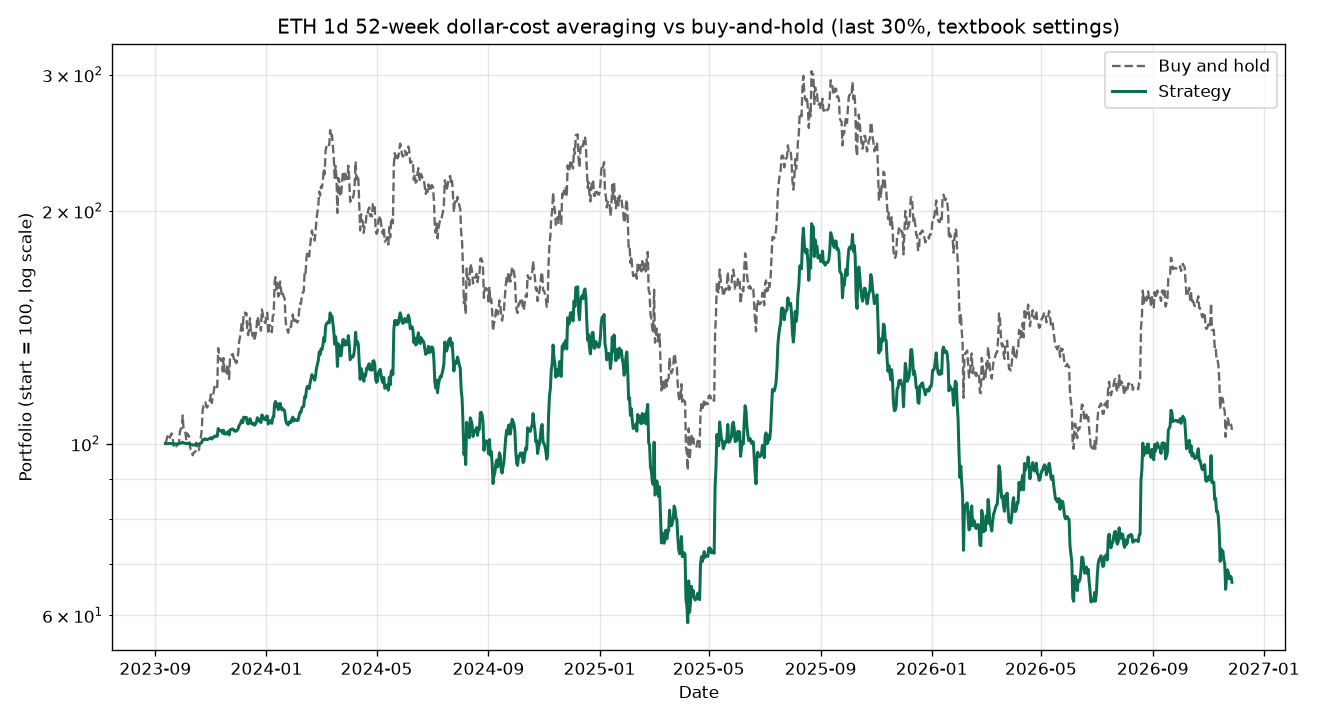 ETH 1d 52-week dollar-cost averaging vs buy-and-hold (last 30%, textbook settings)
Buy and hold
Strategy
Portfolio (start = 100, log scale)
3 × 10²
2 × 10²
10²
6 × 10¹
2023-09 2024-01 2024-05 2024-09 2025-01 2025-05 2025-09 2026-01 2026-05 2026-09 2027-01
Date